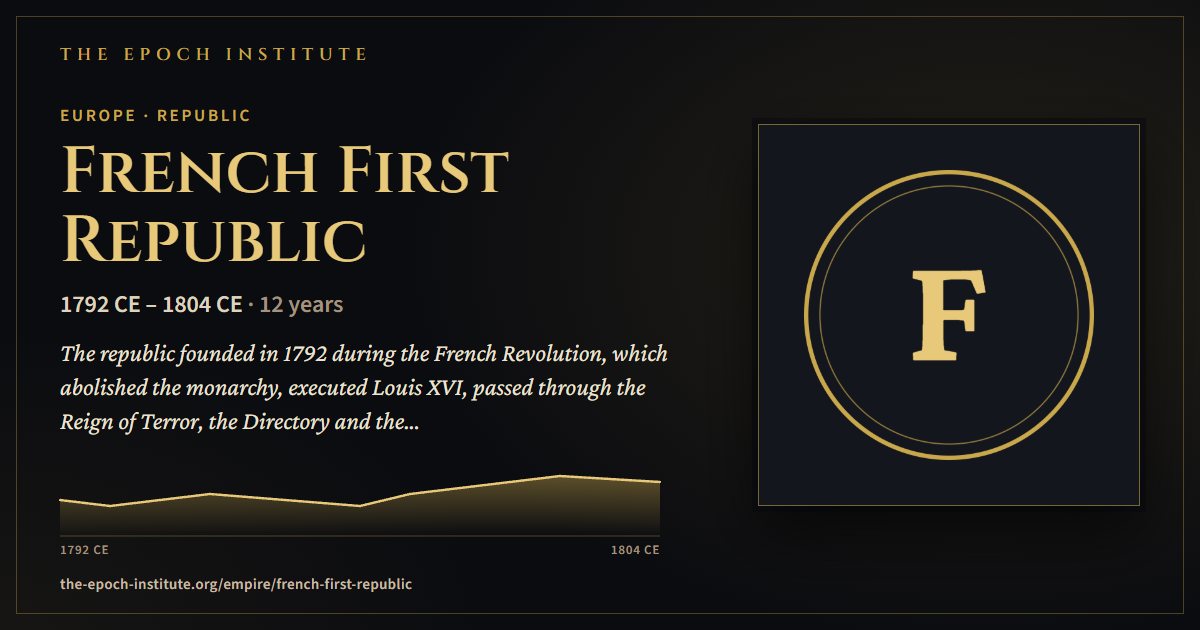 THE EPOCH INSTITUTE
EUROPE · REPUBLIC
French First
Republic
1792 CE – 1804 CE · 12 years
The republic founded in 1792 during the French Revolution, which
abolished the monarchy, executed Louis XVI, passed through the
Reign of Terror, the Directory and the...
F
1792 CE
1804 CE
the-epoch-institute.org/empire/french-first-republic